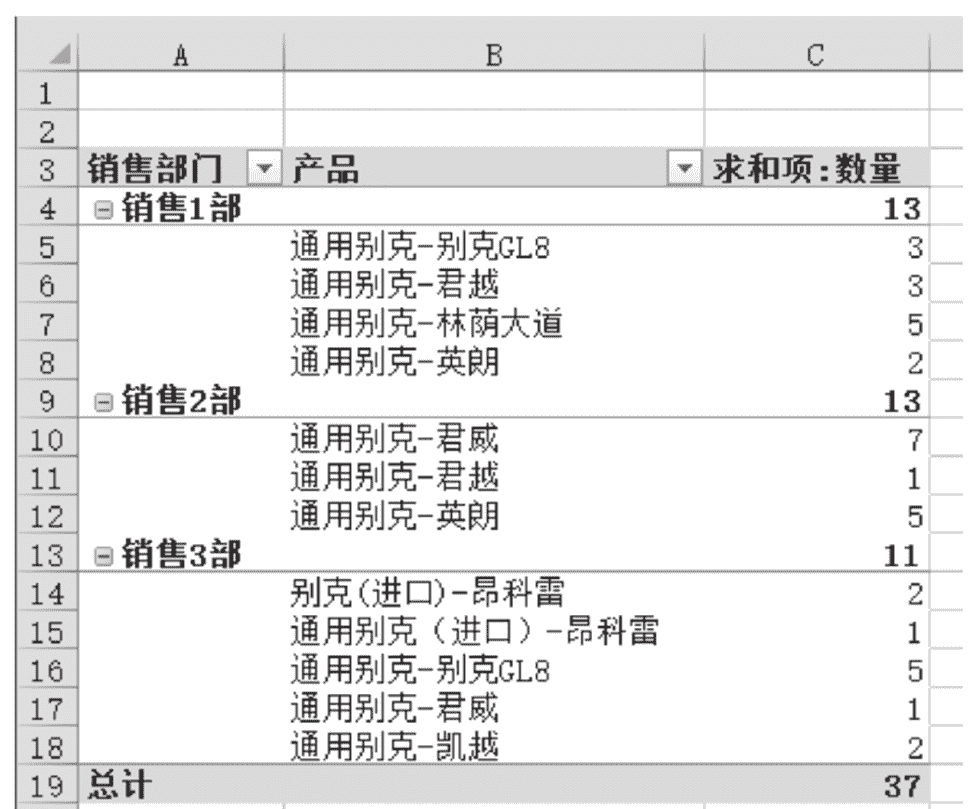 A B C
1
2
3 销售部门 产品 求和项:数量
4 销售1部 13
5 通用别克-别克GL8 3
6 通用别克-君越 3
7 通用别克-林荫大道 5
8 通用别克-英朗 2
9 销售2部 13
10 通用别克-君威 7
11 通用别克-君越 1
12 通用别克-英朗 5
13 销售3部 11
14 别克(进口)-昂科雷 2
15 通用别克（进口）-昂科雷 1
16 通用别克-别克GL8 5
17 通用别克-君威 1
18 通用别克-凯越 2
19 总计 37